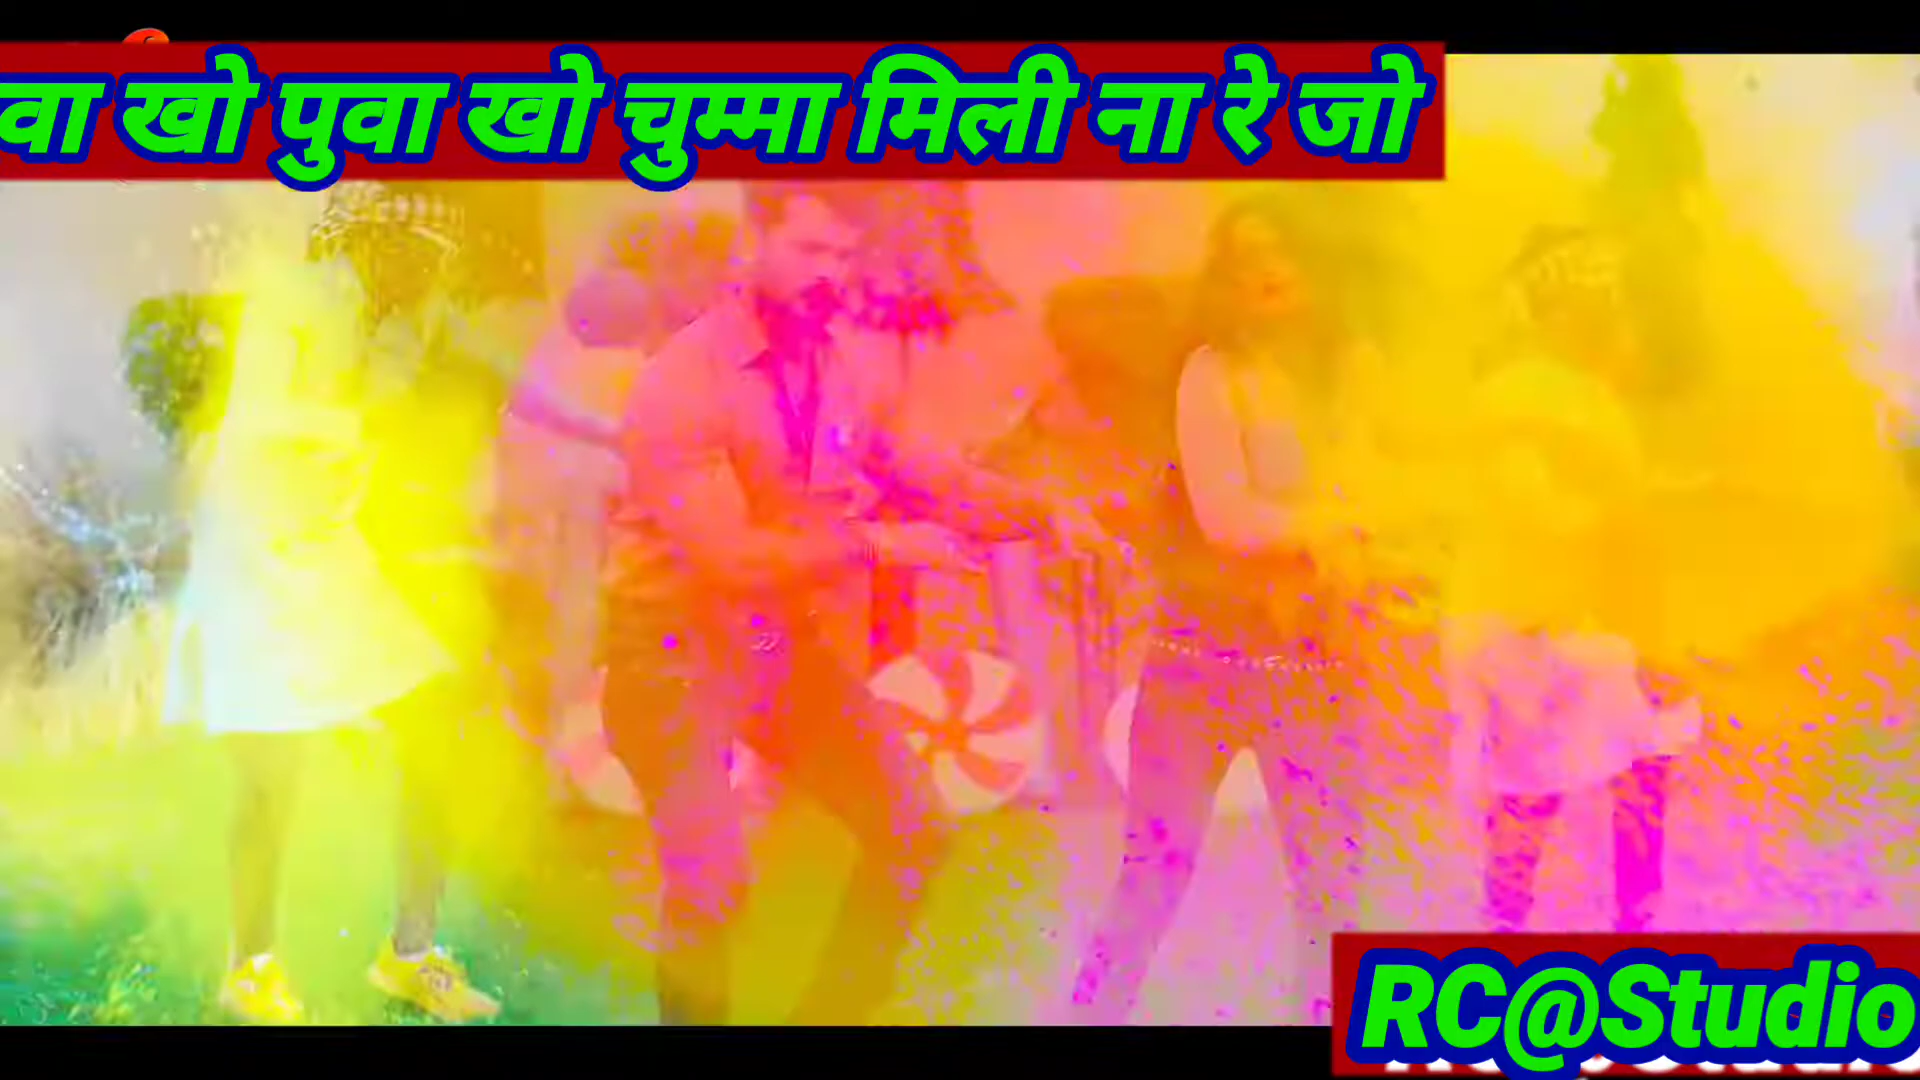 वा खो पुवा खो चुम्मा मिली ना रे जो
RC@Studio